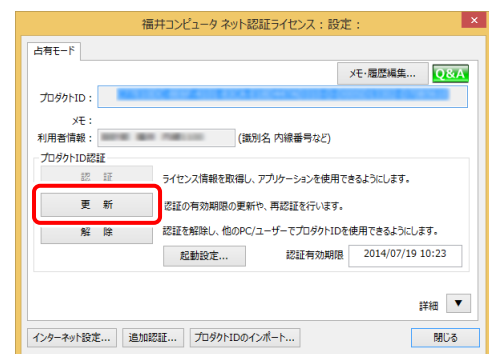 福井コンピュータ ネット認証ライセンス：設定：
占有モード
メモ・履歴編集...
Q&A
プロダクトID：
メモ：
利用者情報：
(識別名 内線番号など)
プロダクトID認証
認 証
ライセンス情報を取得し、アプリケーションを使用できるようにします。
更 新
認証の有効期限の更新や、再認証を行います。
解 除
認証を解除し、他のPC/ユーザーでプロダクトIDを使用できるようにします。
起動設定...
認証有効期限
2014/07/19 10:23
詳細
インターネット設定...
追加認証...
プロダクトIDのインポート...
閉じる